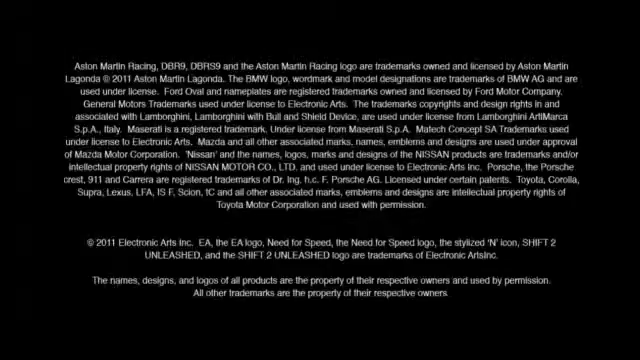 Aston Martin Racing, DBR9, DBRS9 and the Aston Martin Racing logo are trademarks owned and licensed by Aston Martin
Lagonda © 2011 Aston Martin Lagonda. The BMW logo, wordmark and model designations are trademarks of BMW AG and are
used under license. Ford Oval and nameplates are registered trademarks owned and licensed by Ford Motor Company.
General Motors Trademarks used under license to Electronic Arts. The trademarks copyrights and design rights in and
associated with Lamborghini, Lamborghini with Bull and Shield Device, are used under license from Lamborghini ArtiMarca
S.p.A., Italy. Maserati is a registered trademark. Under license from Maserati S.p.A. Matech Concept SA Trademarks used
under license to Electronic Arts. Mazda and all other associated marks, names, emblems and designs are used under approval
of Mazda Motor Corporation. 'Nissan' and the names, logos, marks and designs of the NISSAN products are trademarks and/or
intellectual property rights of NISSAN MOTOR CO., LTD. and used under license to Electronic Arts Inc. Porsche, the Porsche
crest, 911 and Carrera are registered trademarks of Dr. Ing. h.c. F. Porsche AG. Licensed under certain patents. Toyota, Corolla,
Supra, Lexus, LFA, IS F, Scion, tC and all other associated marks, emblems and designs are intellectual property rights of
Toyota Motor Corporation and used with permission.
© 2011 Electronic Arts Inc. EA, the EA logo, Need for Speed, the Need for Speed logo, the stylized 'N' icon, SHIFT 2
UNLEASHED, and the SHIFT 2 UNLEASHED logo are trademarks of Electronic ArtsInc.
The names, designs, and logos of all products are the property of their respective owners and used by permission.
All other trademarks are the property of their respective owners.